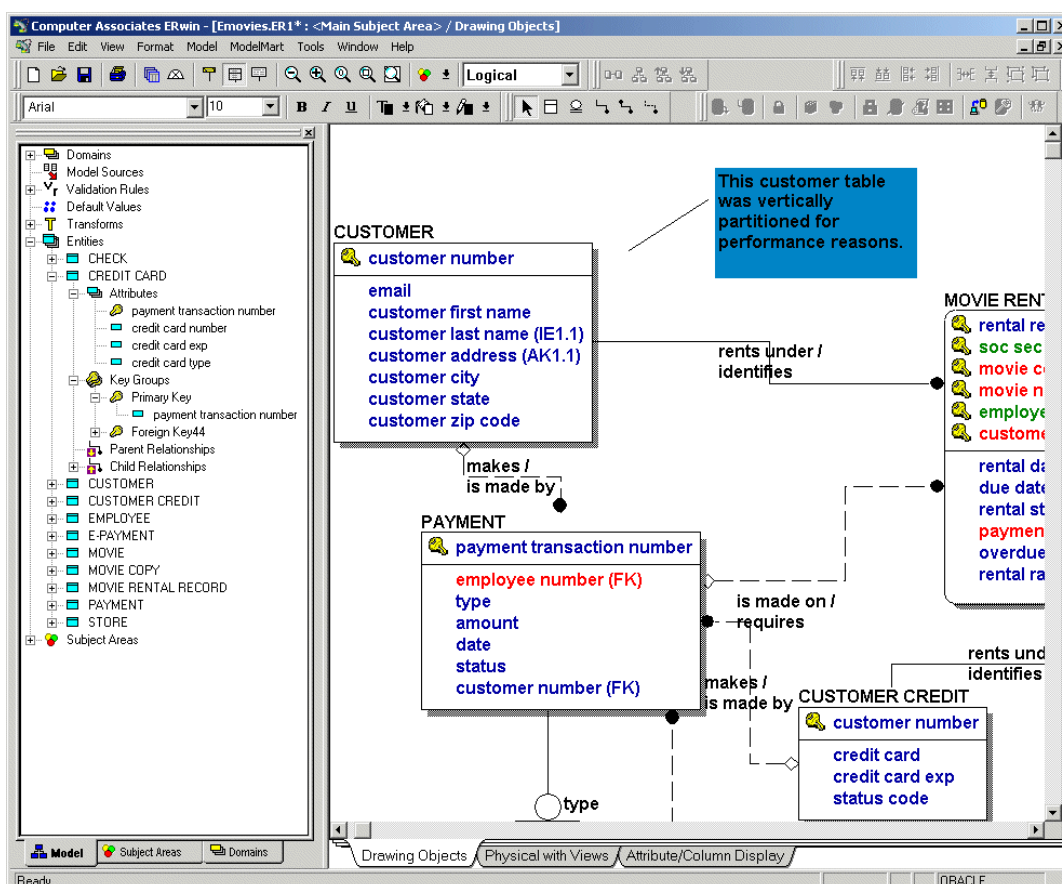 Computer Associates ERwin - [Emovies.ER1* : <Main Subject Area> / Drawing Objects]
File Edit View Format Model ModelMart Tools Window Help
Logical
Arial 10 B I U
Domains
Model Sources
Validation Rules
Default Values
Transforms
Entities
CHECK
CREDIT CARD
Attributes
payment transaction number
credit card number
credit card exp
credit card type
Key Groups
Primary Key
payment transaction number
Foreign Key44
Parent Relationships
Child Relationships
CUSTOMER
CUSTOMER CREDIT
EMPLOYEE
E-PAYMENT
MOVIE
MOVIE COPY
MOVIE RENTAL RECORD
PAYMENT
STORE
Subject Areas
Model Subject Areas Domains
This customer table
was vertically
partitioned for
performance reasons.
CUSTOMER
customer number
email
customer first name
customer last name (IE1.1)
customer address (AK1.1)
customer city
customer state
customer zip code
rents under /
identifies
makes /
is made by
MOVIE RENT
rental re
soc sec
movie co
movie n
employe
custome
rental da
due date
rental st
paymen
overdue
rental ra
PAYMENT
payment transaction number
employee number (FK)
type
amount
date
status
customer number (FK)
is made on /
requires
rents und
identifies
makes /
is made by
CUSTOMER CREDIT
customer number
credit card
credit card exp
status code
type
Drawing Objects Physical with Views Attribute/Column Display
Ready
ORACLE